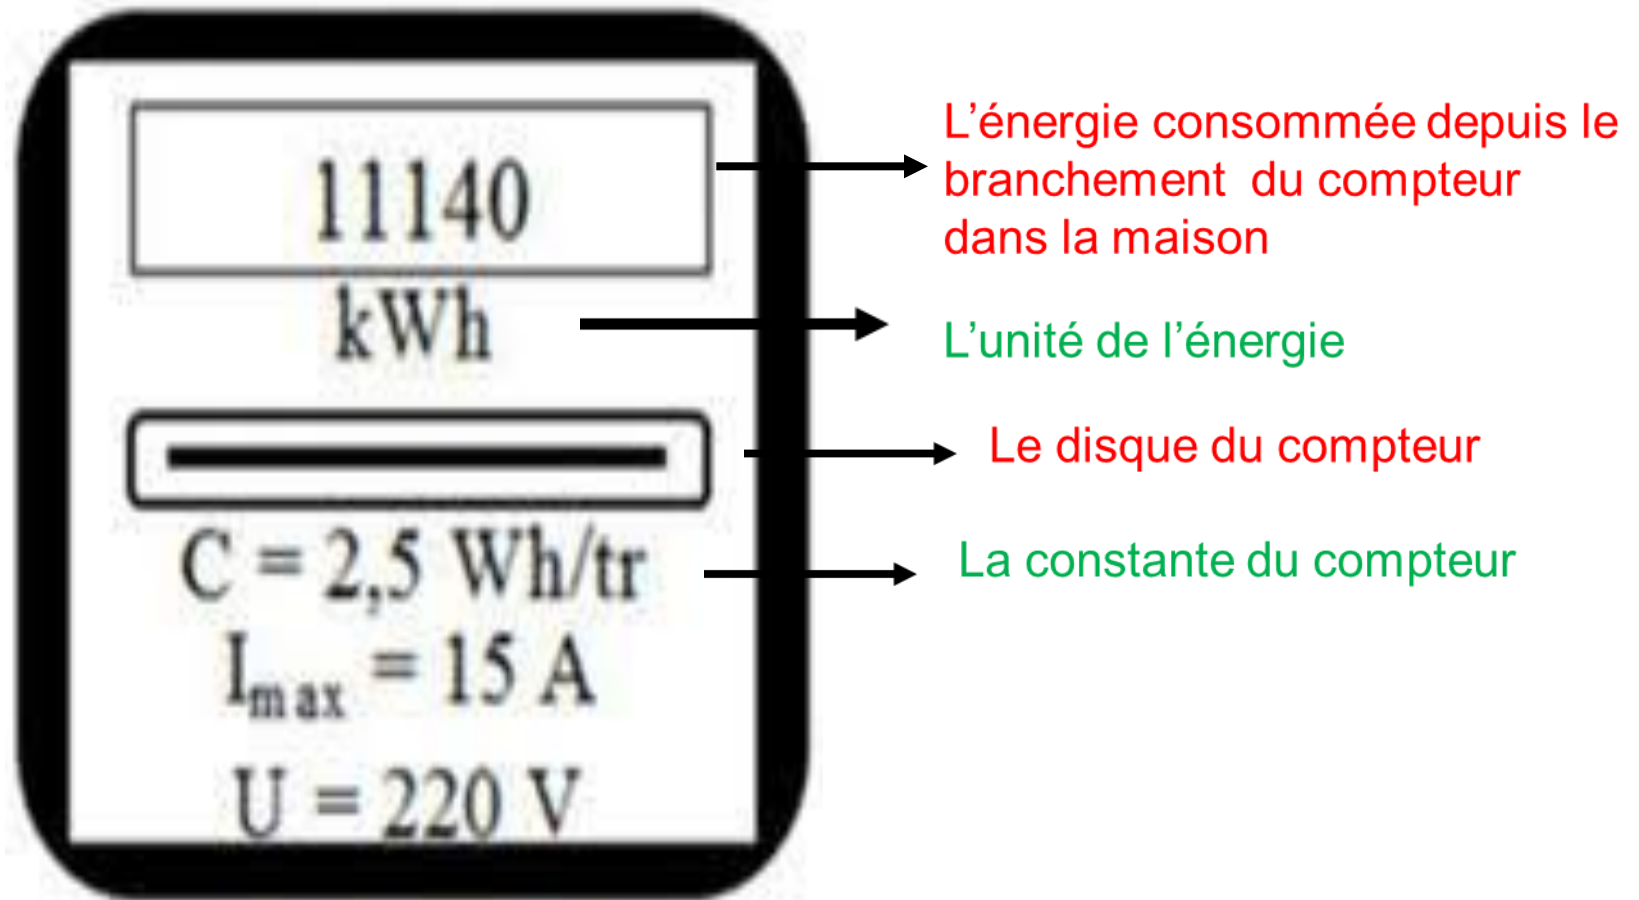 11140
kWh
C = 2,5 Wh/tr
Imax = 15 A
U = 220 V
L’énergie consommée depuis le
branchement du compteur
dans la maison
L’unité de l’énergie
Le disque du compteur
La constante du compteur